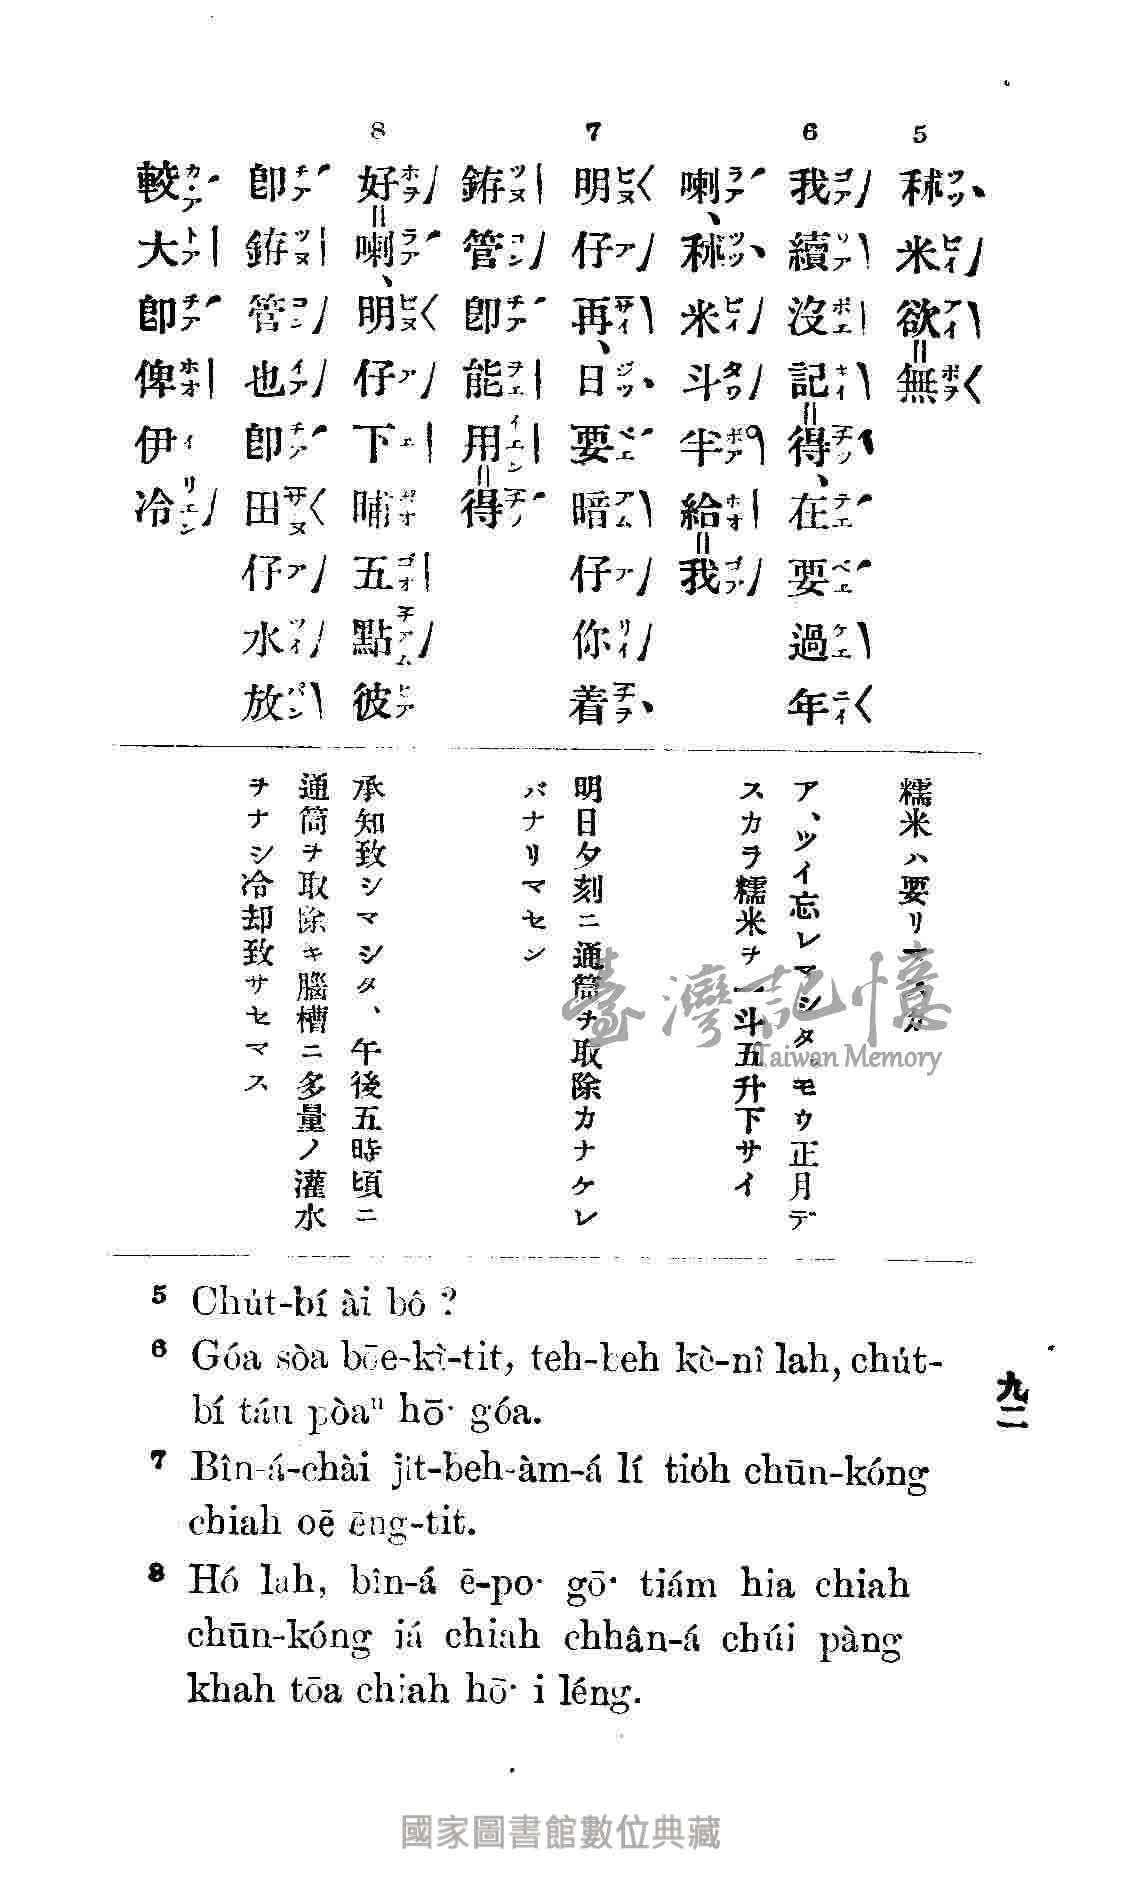 5
秫米欲=無
6
我續沒記=得、在要過年
喇、秫米斗半給=我
7
明仔再、日要暗仔你着
銌管即能用=得
8
好=喇、明仔下晡五點彼
即銌管也即田仔水放
較大即俾伊冷
糯米ハ要リマスカ
ア、ツイ忘レマシタ。モウ正月デ
スカラ糯米ヲ一斗五升下サイ
明日夕刻ニ通筒ヲ取除カナケレ
バナリマセン
承知致シマシタ、午後五時頃ニ
通筒ヲ取除キ腦槽ニ多量ノ灌水
ヲナシ冷却致サセマス
5 Chu̍t-bí ài bô ?
6 Góa sòa bōe-kì-tit, teh-beh kè-nî lah, chu̍t-
bí táu pòaⁿ hō͘ góa.
7 Bîn-á-chài ji̍t-beh-àm-á lí tio̍h chūn-kóng
chiah oē ēng-tit.
8 Hó lah, bîn-á ē-po͘ gō͘ tiám hia chiah
chūn-kóng iá chiah chhân-á chúi pàng
khah tōa chiah hō͘ i léng.
九二
臺灣記憶
Taiwan Memory
國家圖書館數位典藏